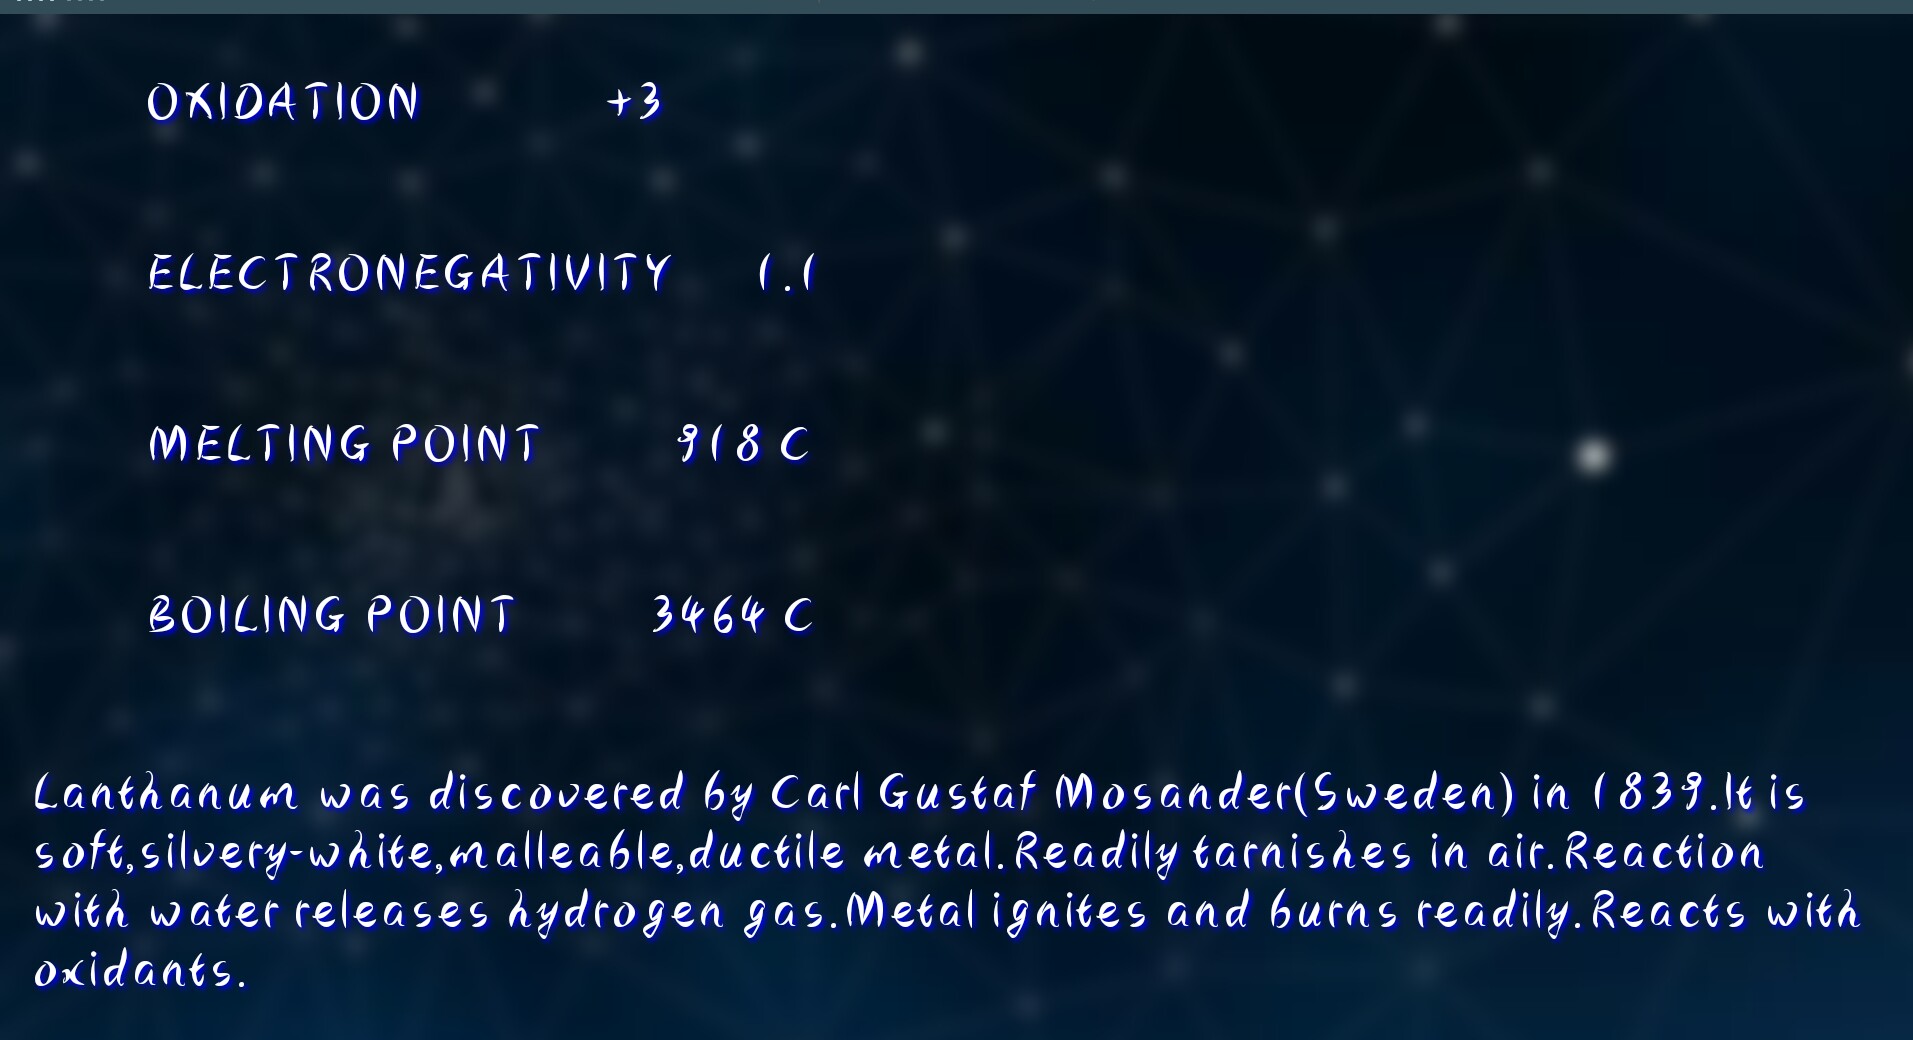 OXIDATION +3
ELECTRONEGATIVITY 1.1
MELTING POINT 918 C
BOILING POINT 3464 C
Lanthanum was discovered by Carl Gustaf Mosander(Sweden) in 1839.It is
soft,silvery-white,malleable,ductile metal.Readily tarnishes in air.Reaction
with water releases hydrogen gas.Metal ignites and burns readily.Reacts with
oxidants.